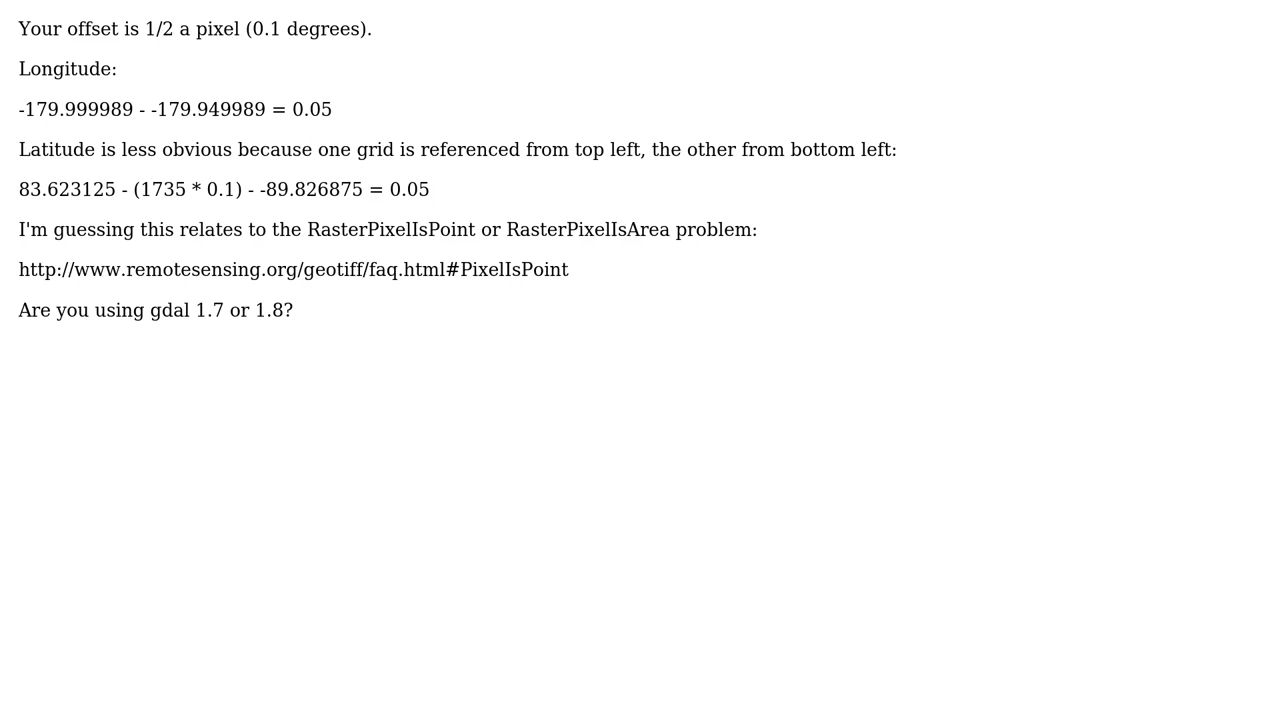 Your offset is 1/2 a pixel (0.1 degrees).
Longitude:
-179.999989 - -179.949989 = 0.05
Latitude is less obvious because one grid is referenced from top left, the other from bottom left:
83.623125 - (1735 * 0.1) - -89.826875 = 0.05
I'm guessing this relates to the RasterPixelIsPoint or RasterPixelIsArea problem:
http://www.remotesensing.org/geotiff/faq.html#PixelIsPoint
Are you using gdal 1.7 or 1.8?